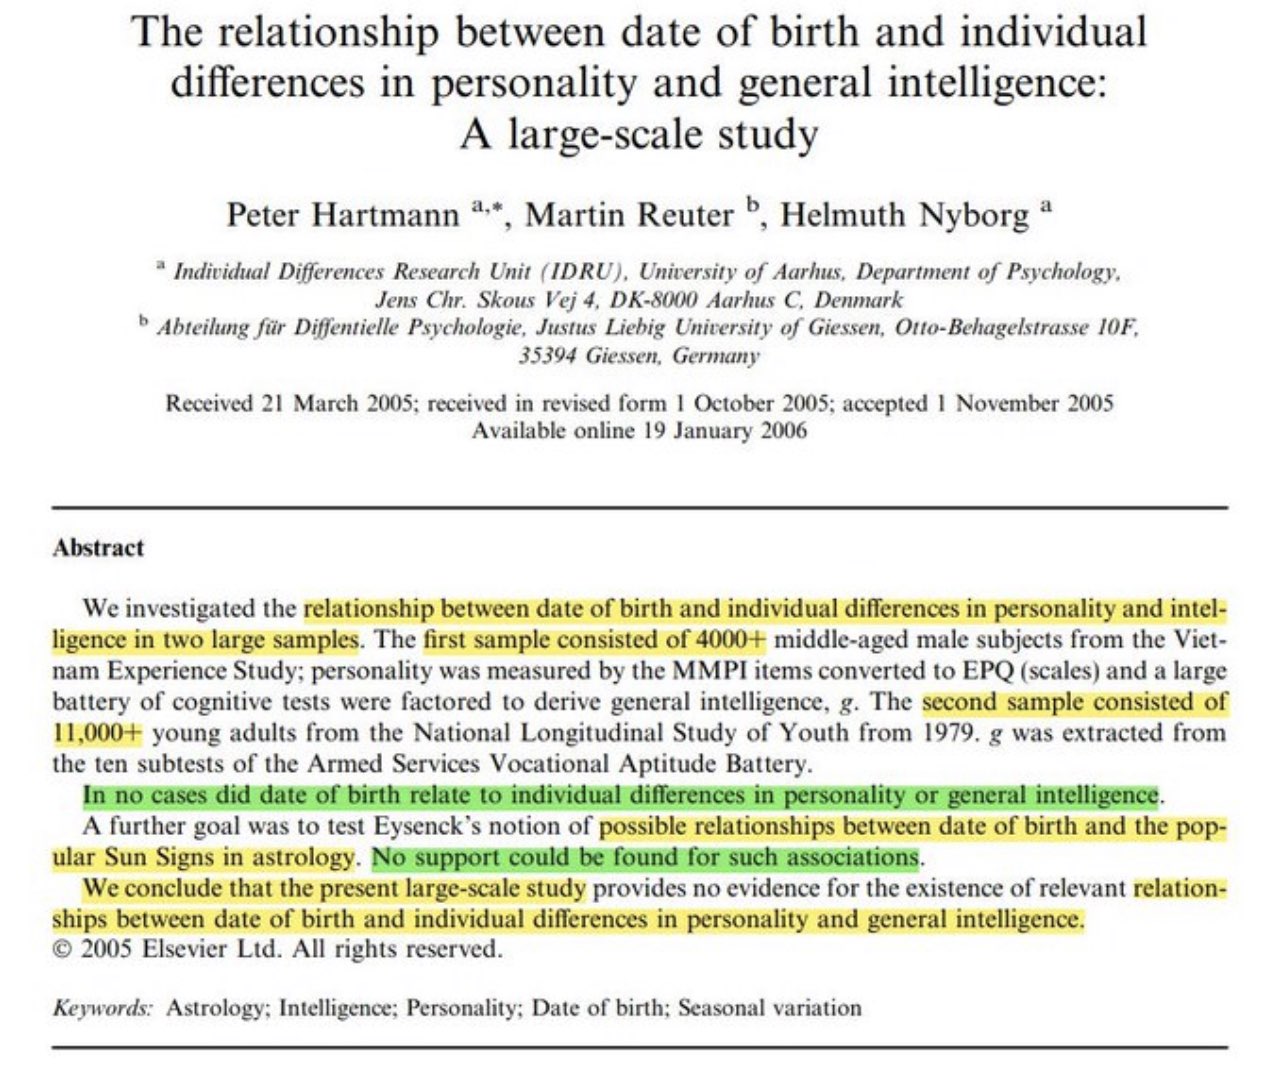 The relationship between date of birth and individual
differences in personality and general intelligence:
A large-scale study
Peter Hartmann a,*, Martin Reuter b, Helmuth Nyborg a
a Individual Differences Research Unit (IDRU), University of Aarhus, Department of Psychology,
Jens Chr. Skous Vej 4, DK-8000 Aarhus C, Denmark
b Abteilung für Diffentielle Psychologie, Justus Liebig University of Giessen, Otto-Behagelstrasse 10F,
35394 Giessen, Germany
Received 21 March 2005; received in revised form 1 October 2005; accepted 1 November 2005
Available online 19 January 2006
Abstract
We investigated the relationship between date of birth and individual differences in personality and intel-
ligence in two large samples. The first sample consisted of 4000+ middle-aged male subjects from the Viet-
nam Experience Study; personality was measured by the MMPI items converted to EPQ (scales) and a large
battery of cognitive tests were factored to derive general intelligence, g. The second sample consisted of
11,000+ young adults from the National Longitudinal Study of Youth from 1979. g was extracted from
the ten subtests of the Armed Services Vocational Aptitude Battery.
In no cases did date of birth relate to individual differences in personality or general intelligence.
A further goal was to test Eysenck's notion of possible relationships between date of birth and the pop-
ular Sun Signs in astrology. No support could be found for such associations.
We conclude that the present large-scale study provides no evidence for the existence of relevant relation-
ships between date of birth and individual differences in personality and general intelligence.
© 2005 Elsevier Ltd. All rights reserved.
Keywords: Astrology; Intelligence; Personality; Date of birth; Seasonal variation